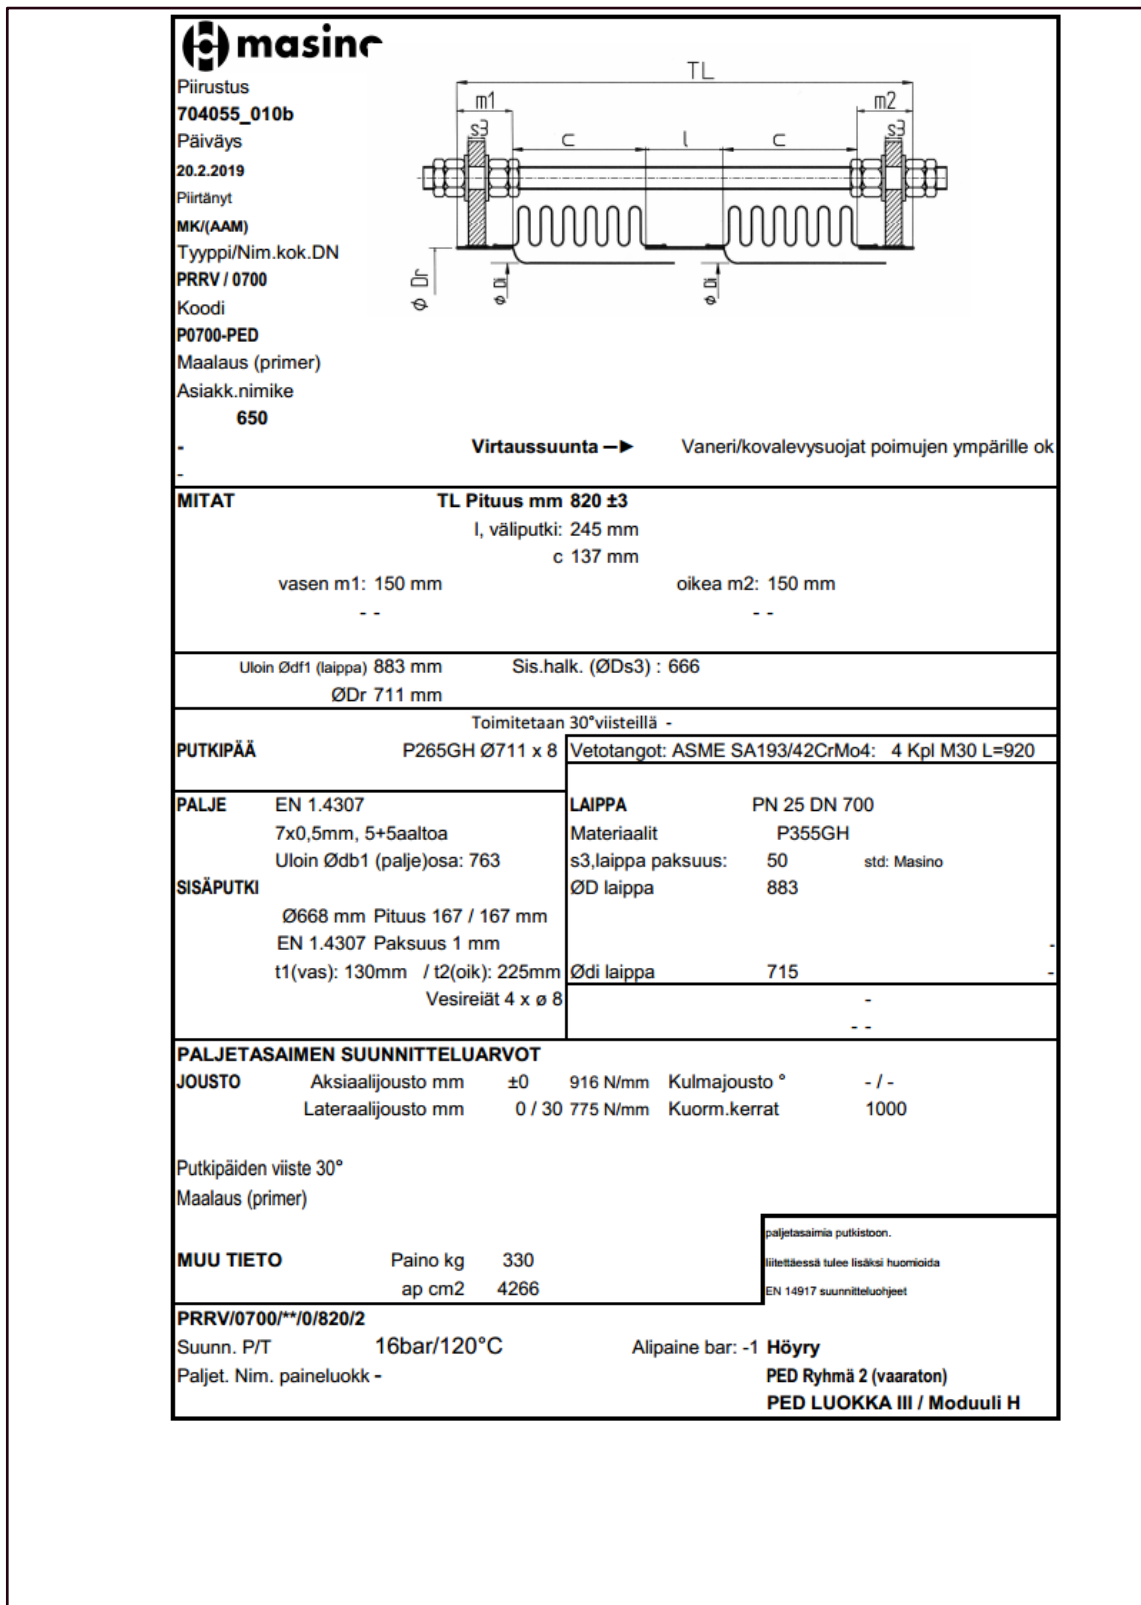 masino
TL
m1
m2
s3
s3
c
l
c
Ø Dr
Ø Di
Ø Di
Piirustus
704055_010b
Päiväys
20.2.2019
Piirtänyt
MK/(AAM)
Tyyppi/Nim.kok.DN
PRRV / 0700
Koodi
P0700-PED
Maalaus (primer)
Asiakk.nimike
650
- Virtaussuunta –► Vaneri/kovalevysuojat poimujen ympärille ok
-
MITAT TL Pituus mm 820 ±3
l, väliputki: 245 mm
c 137 mm
vasen m1: 150 mm oikea m2: 150 mm
- - - -
Uloin Ødf1 (laippa) 883 mm Sis.halk. (ØDs3) : 666
ØDr 711 mm
Toimitetaan 30°viisteillä -
PUTKIPÄÄ P265GH Ø711 x 8 Vetotangot: ASME SA193/42CrMo4: 4 Kpl M30 L=920
PALJE EN 1.4307 LAIPPA PN 25 DN 700
7x0,5mm, 5+5aaltoa Materiaalit P355GH
Uloin Ødb1 (palje)osa: 763 s3,laippa paksuus: 50 std: Masino
SISÄPUTKI ØD laippa 883
Ø668 mm Pituus 167 / 167 mm
EN 1.4307 Paksuus 1 mm -
t1(vas): 130mm / t2(oik): 225mm Ødi laippa 715 -
Vesireiät 4 x ø 8 -
- -
PALJETASAIMEN SUUNNITTELUARVOT
JOUSTO Aksiaalijousto mm ±0 916 N/mm Kulmajousto ° - / -
Lateraalijousto mm 0 / 30 775 N/mm Kuorm.kerrat 1000
Putkipäiden viiste 30°
Maalaus (primer)
paljetasaimia putkistoon.
MUU TIETO Paino kg 330 liitettäessä tulee lisäksi huomioida
ap cm2 4266 EN 14917 suunnitteluohjeet
PRRV/0700/**/0/820/2
Suunn. P/T 16bar/120°C Alipaine bar: -1 Höyry
Paljet. Nim. paineluokk - PED Ryhmä 2 (vaaraton)
PED LUOKKA III / Moduuli H